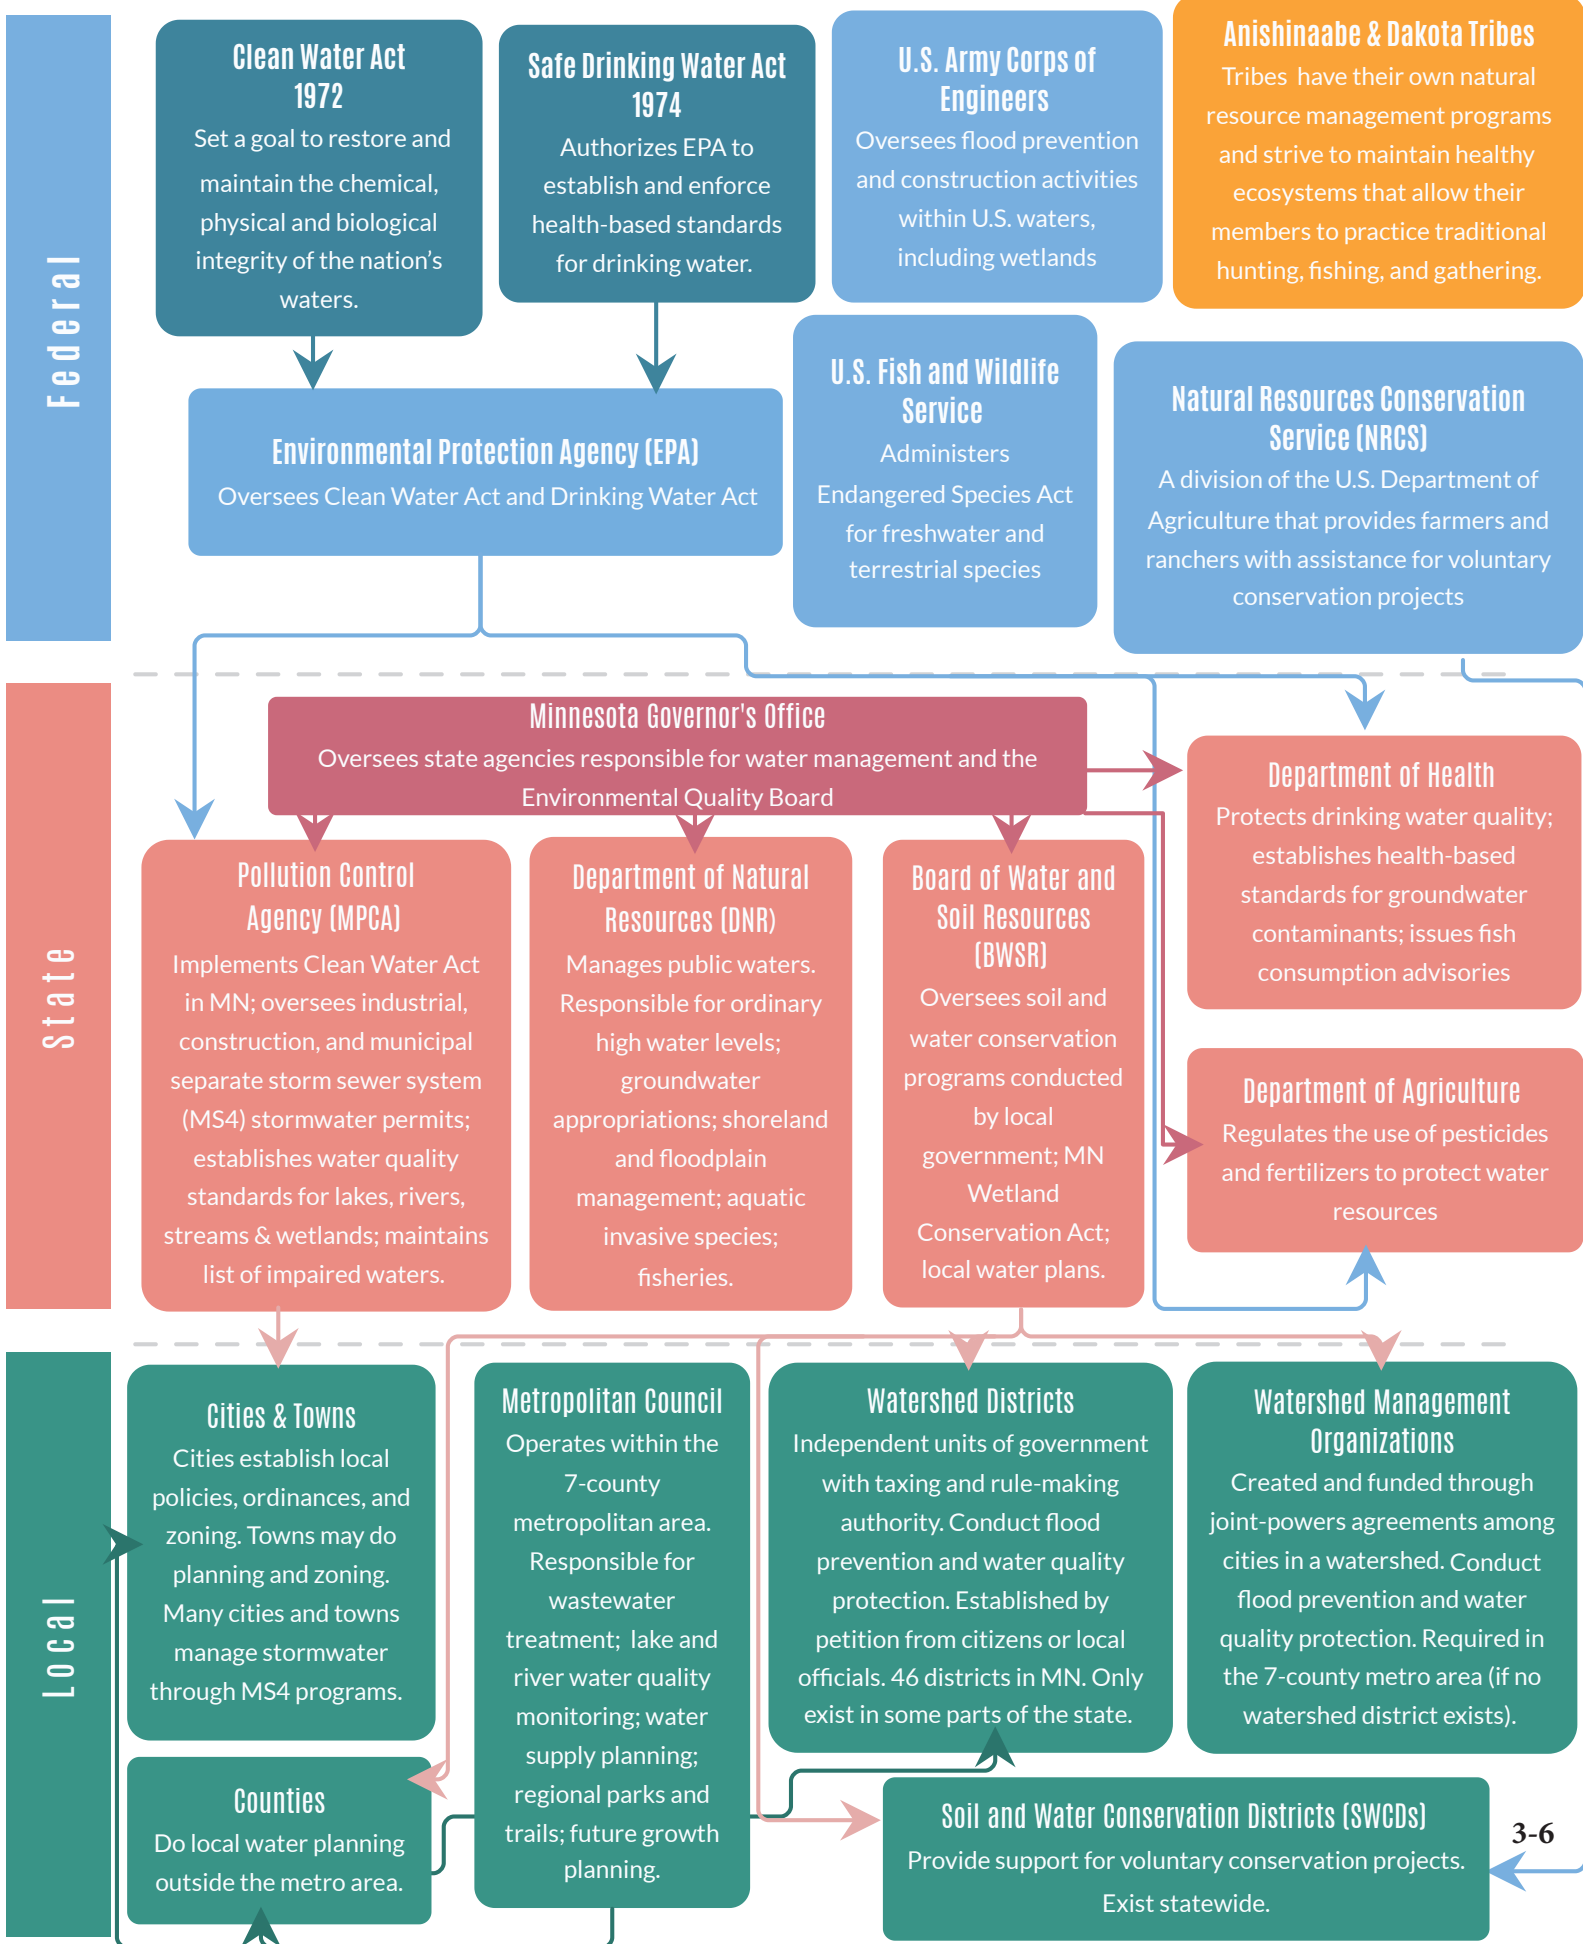 Federal
Clean Water Act
1972
Set a goal to restore and
maintain the chemical,
physical and biological
integrity of the nation's
waters.
Safe Drinking Water Act
1974
Authorizes EPA to
establish and enforce
health-based standards
for drinking water.
U.S. Army Corps of
Engineers
Oversees flood prevention
and construction activities
within U.S. waters,
including wetlands
Anishinaabe & Dakota Tribes
Tribes have their own natural
resource management programs
and strive to maintain healthy
ecosystems that allow their
members to practice traditional
hunting, fishing, and gathering.
Environmental Protection Agency (EPA)
Oversees Clean Water Act and Drinking Water Act
U.S. Fish and Wildlife
Service
Administers
Endangered Species Act
for freshwater and
terrestrial species
Natural Resources Conservation
Service (NRCS)
A division of the U.S. Department of
Agriculture that provides farmers and
ranchers with assistance for voluntary
conservation projects
State
Minnesota Governor's Office
Oversees state agencies responsible for water management and the
Environmental Quality Board
Pollution Control
Agency (MPCA)
Implements Clean Water Act
in MN; oversees industrial,
construction, and municipal
separate storm sewer system
(MS4) stormwater permits;
establishes water quality
standards for lakes, rivers,
streams & wetlands; maintains
list of impaired waters.
Department of Natural
Resources (DNR)
Manages public waters.
Responsible for ordinary
high water levels;
groundwater
appropriations; shoreland
and floodplain
management; aquatic
invasive species;
fisheries.
Board of Water and
Soil Resources
(BWSR)
Oversees soil and
water conservation
programs conducted
by local
government; MN
Wetland
Conservation Act;
local water plans.
Department of Health
Protects drinking water quality;
establishes health-based
standards for groundwater
contaminants; issues fish
consumption advisories
Department of Agriculture
Regulates the use of pesticides
and fertilizers to protect water
resources
Local
Cities & Towns
Cities establish local
policies, ordinances, and
zoning. Towns may do
planning and zoning.
Many cities and towns
manage stormwater
through MS4 programs.
Counties
Do local water planning
outside the metro area.
Metropolitan Council
Operates within the
7-county
metropolitan area.
Responsible for
wastewater
treatment; lake and
river water quality
monitoring; water
supply planning;
regional parks and
trails; future growth
planning.
Watershed Districts
Independent units of government
with taxing and rule-making
authority. Conduct flood
prevention and water quality
protection. Established by
petition from citizens or local
officials. 46 districts in MN. Only
exist in some parts of the state.
Watershed Management
Organizations
Created and funded through
joint-powers agreements among
cities in a watershed. Conduct
flood prevention and water
quality protection. Required in
the 7-county metro area (if no
watershed district exists).
Soil and Water Conservation Districts (SWCDs)
Provide support for voluntary conservation projects.
Exist statewide.
3-6